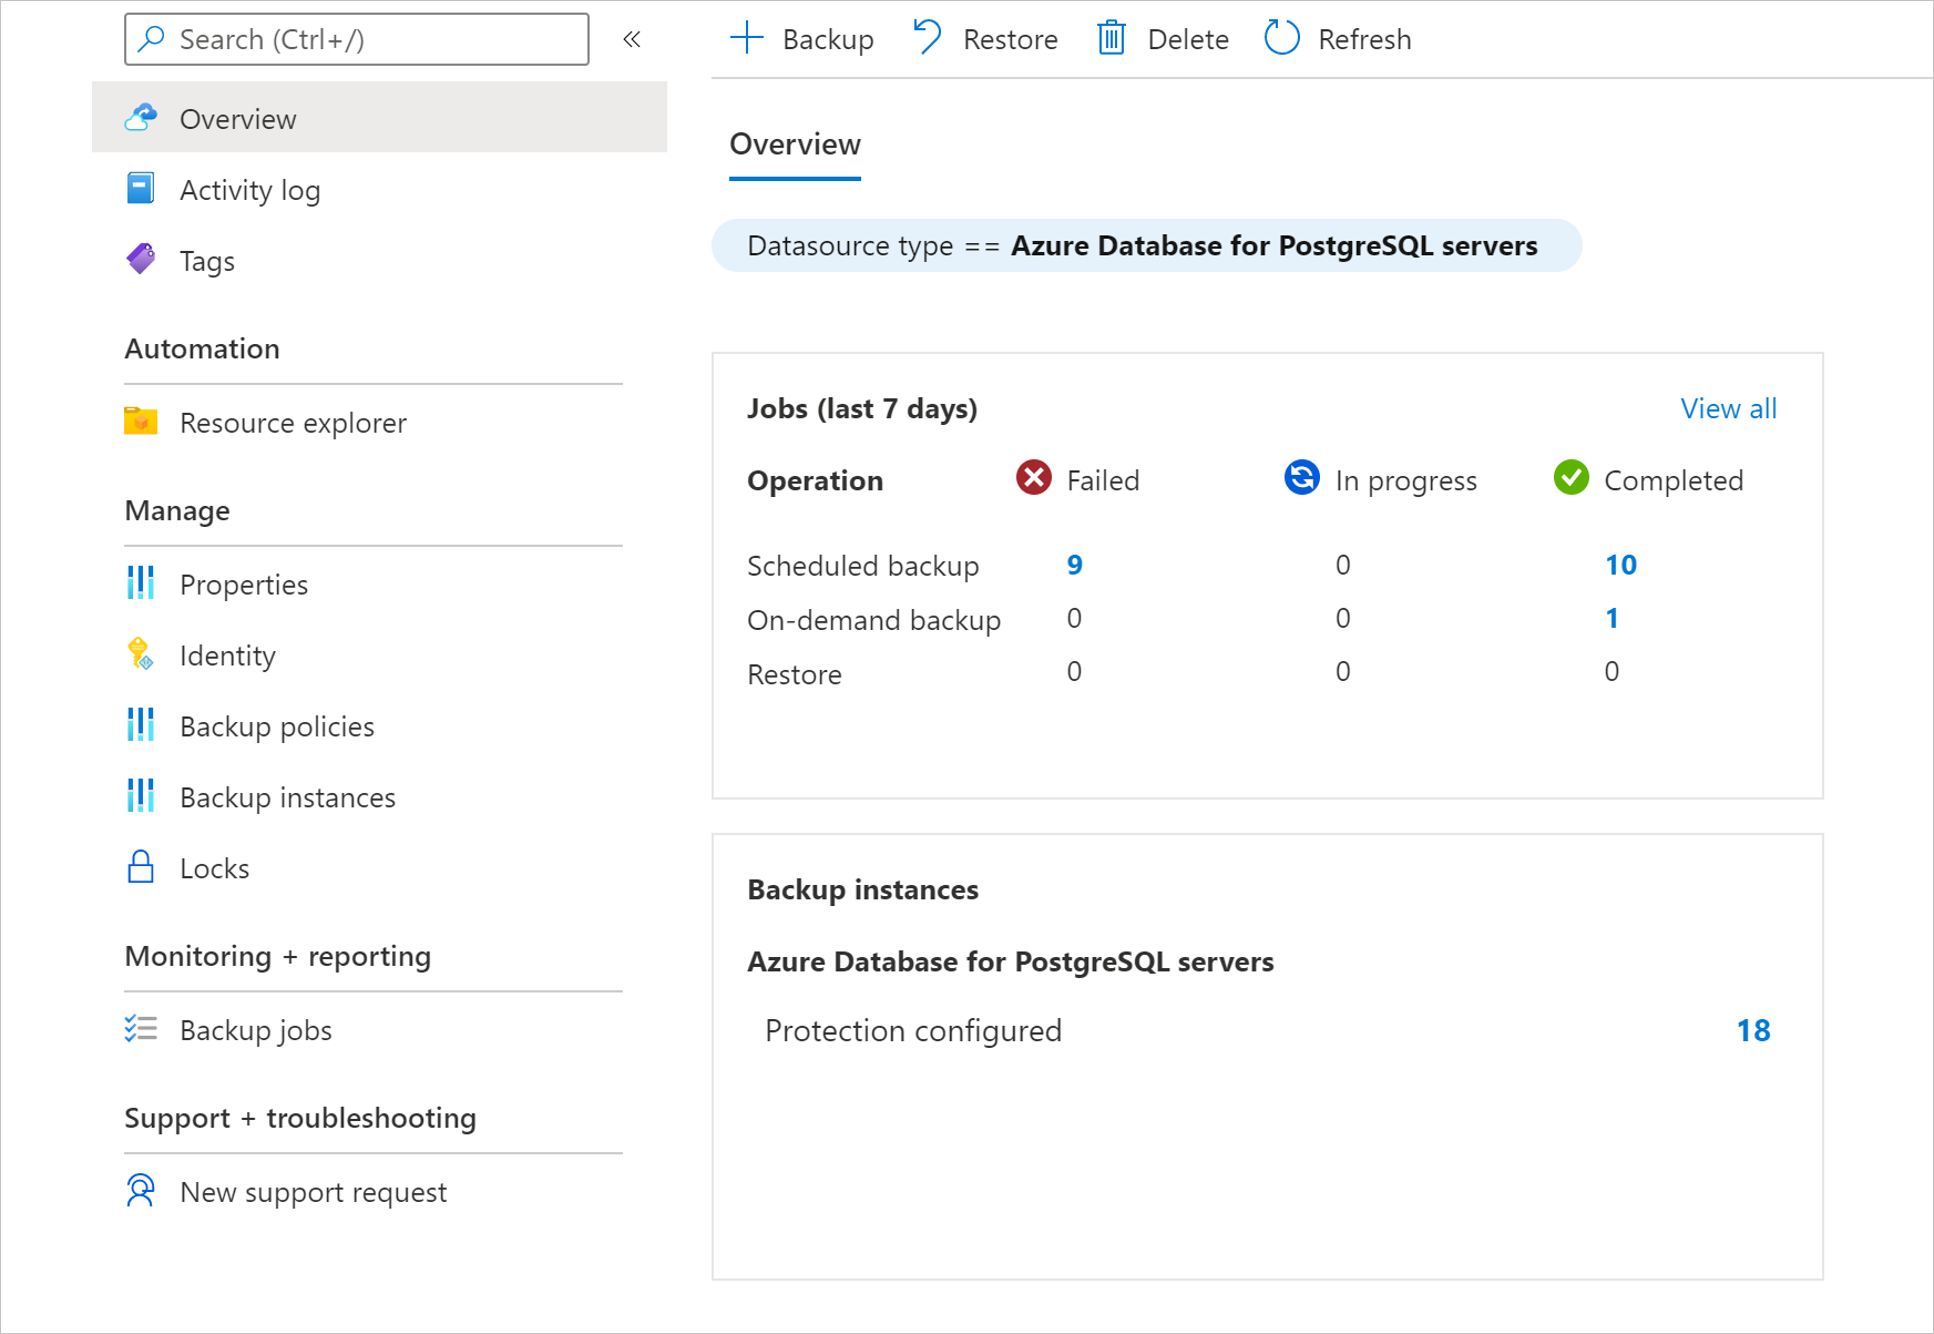 Search (Ctrl+/)
«
Backup
Restore
Delete
Refresh
Overview
Activity log
Tags
Automation
Resource explorer
Manage
Properties
Identity
Backup policies
Backup instances
Locks
Monitoring + reporting
Backup jobs
Support + troubleshooting
New support request
Overview
Datasource type == Azure Database for PostgreSQL servers
Jobs (last 7 days) View all
Operation Failed In progress Completed
Scheduled backup 9 0 10
On-demand backup 0 0 1
Restore 0 0 0
Backup instances
Azure Database for PostgreSQL servers
Protection configured 18